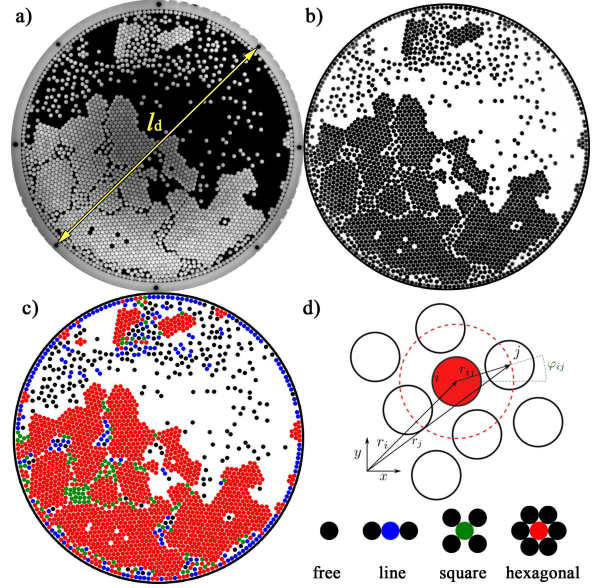 a)
l_d
b)
c)
d)
i
r_ij
j
φ_ij
r_i
r_j
y
x
free
line
square
hexagonal